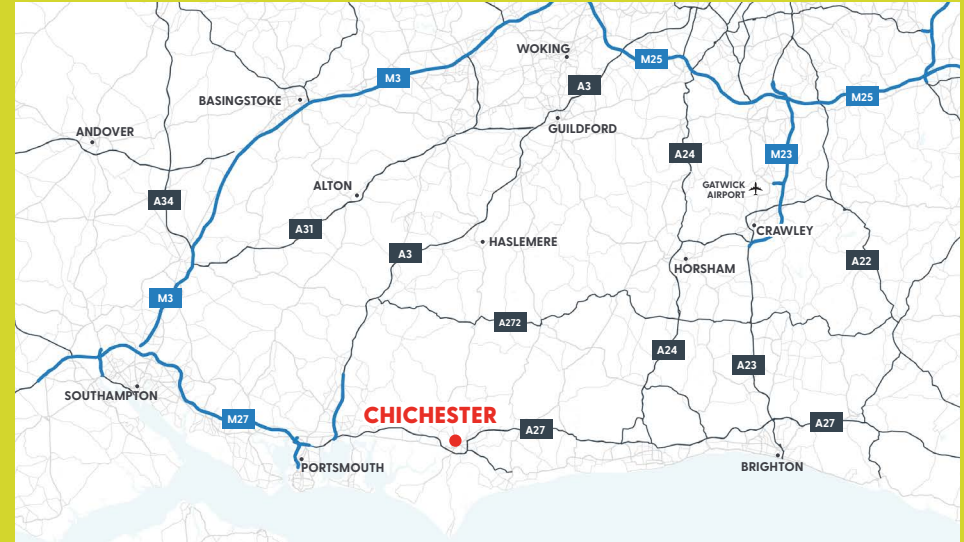 WOKING
M25
M3
A3
M25
BASINGSTOKE
GUILDFORD
ANDOVER
A24
M23
ALTON
GATWICK
AIRPORT
A34
A31
CRAWLEY
A3
HASLEMERE
HORSHAM
A22
M3
A272
A24
A23
SOUTHAMPTON
CHICHESTER
M27
A27
A27
PORTSMOUTH
BRIGHTON